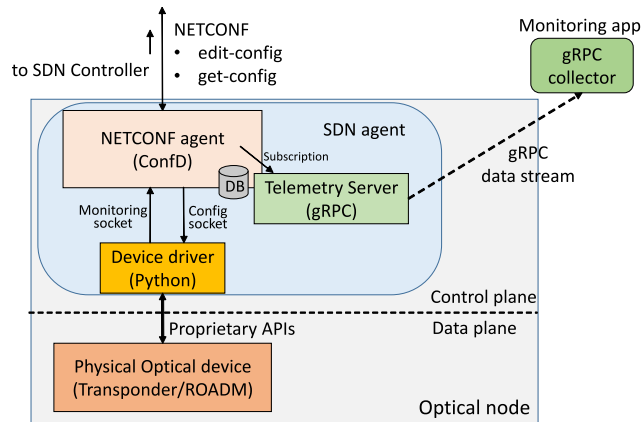 NETCONF
• edit-config
• get-config
to SDN Controller
Monitoring app
gRPC
collector
SDN agent
NETCONF agent
(ConfD)
Subscription
DB
Telemetry Server
(gRPC)
gRPC
data stream
Monitoring
socket
Config
socket
Device driver
(Python)
Control plane
Proprietary APIs
Data plane
Physical Optical device
(Transponder/ROADM)
Optical node